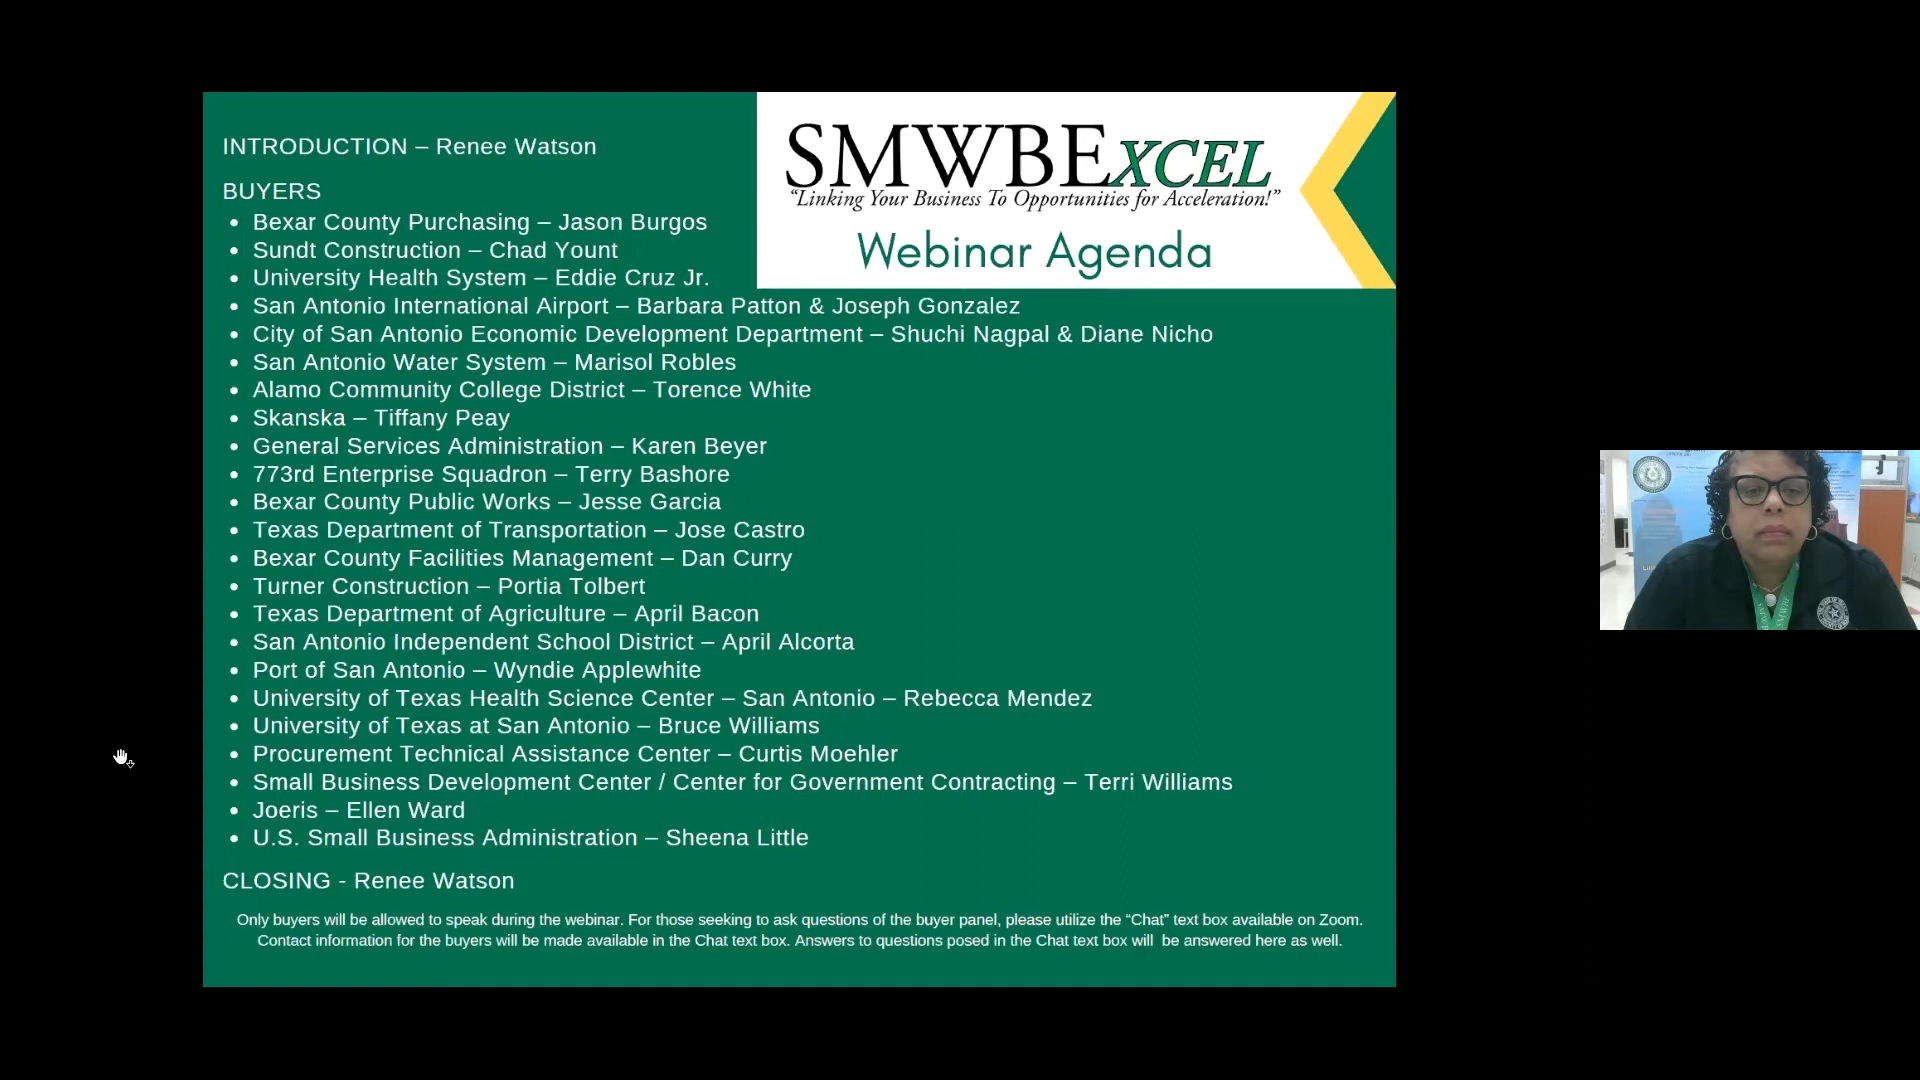 INTRODUCTION – Renee Watson
BUYERS
• Bexar County Purchasing – Jason Burgos
• Sundt Construction – Chad Yount
• University Health System – Eddie Cruz Jr.
• San Antonio International Airport – Barbara Patton & Joseph Gonzalez
• City of San Antonio Economic Development Department – Shuchi Nagpal & Diane Nicho
• San Antonio Water System – Marisol Robles
• Alamo Community College District – Torence White
• Skanska – Tiffany Peay
• General Services Administration – Karen Beyer
• 773rd Enterprise Squadron – Terry Bashore
• Bexar County Public Works – Jesse Garcia
• Texas Department of Transportation – Jose Castro
• Bexar County Facilities Management – Dan Curry
• Turner Construction – Portia Tolbert
• Texas Department of Agriculture – April Bacon
• San Antonio Independent School District – April Alcorta
• Port of San Antonio – Wyndie Applewhite
• University of Texas Health Science Center – San Antonio – Rebecca Mendez
• University of Texas at San Antonio – Bruce Williams
• Procurement Technical Assistance Center – Curtis Moehler
• Small Business Development Center / Center for Government Contracting – Terri Williams
• Joeris – Ellen Ward
• U.S. Small Business Administration – Sheena Little
CLOSING - Renee Watson
Only buyers will be allowed to speak during the webinar. For those seeking to ask questions of the buyer panel, please utilize the “Chat” text box available on Zoom.
Contact information for the buyers will be made available in the Chat text box. Answers to questions posed in the Chat text box will  be answered here as well.
SMWBEXCEL
“Linking Your Business To Opportunities for Acceleration!”
Webinar Agenda